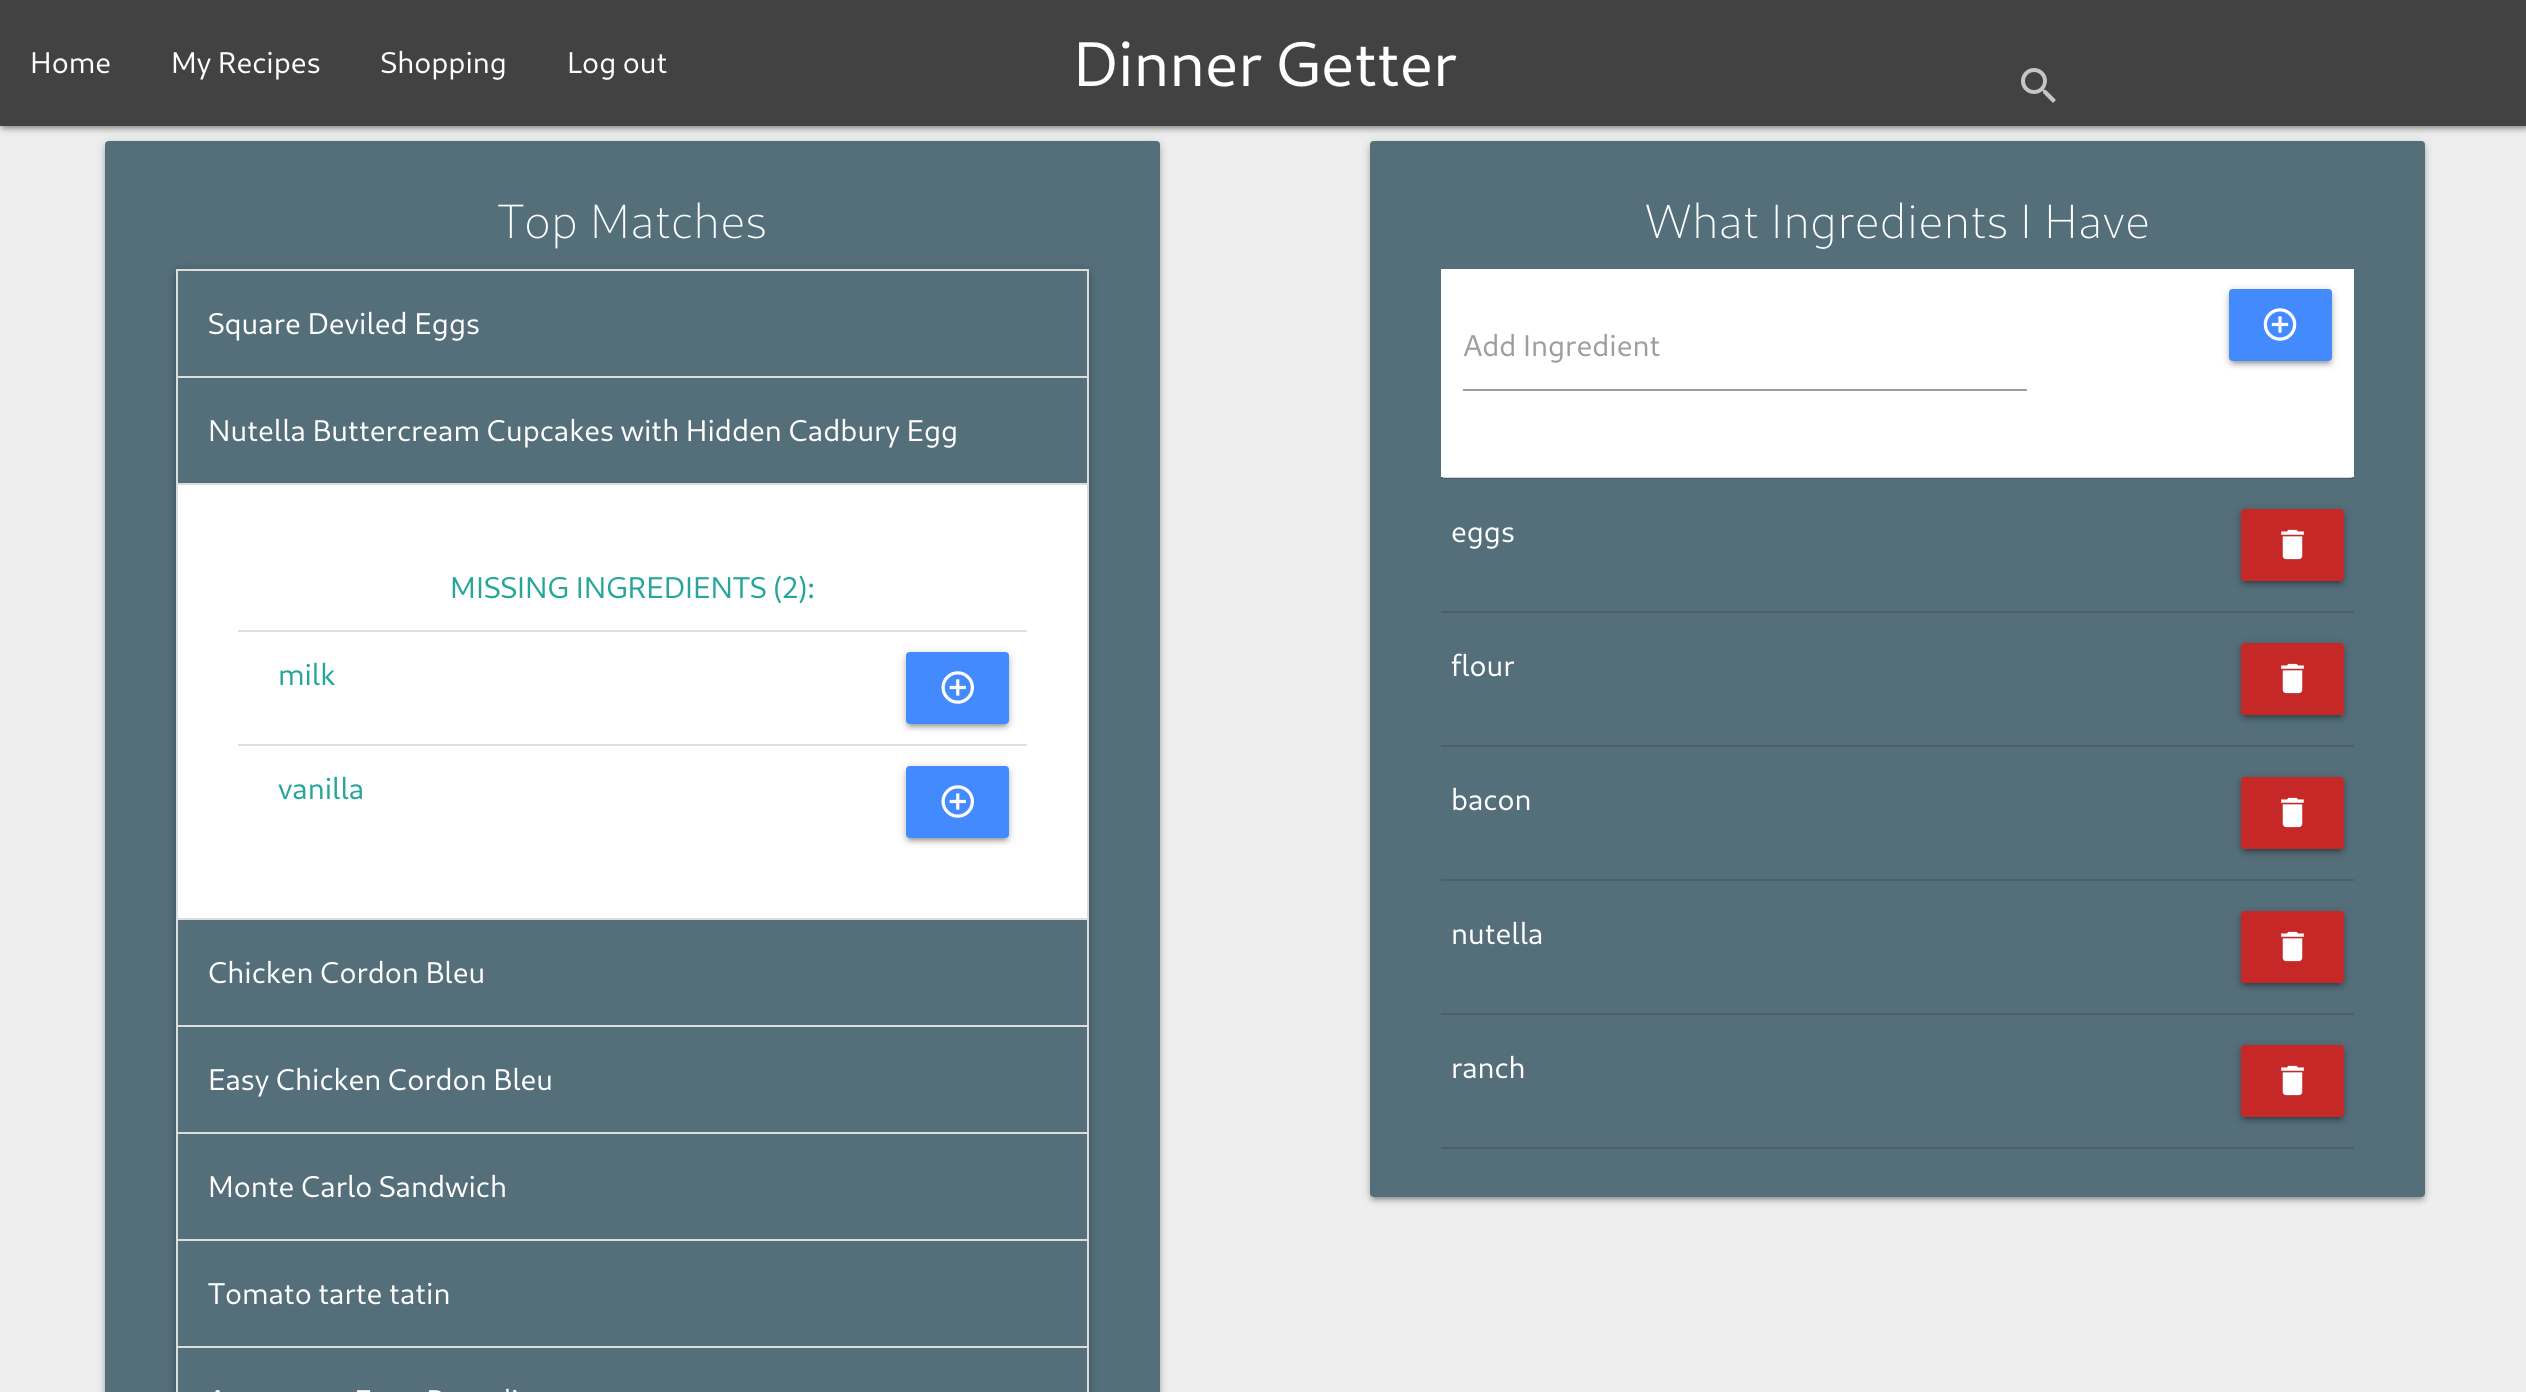 Home
My Recipes
Shopping
Log out
Dinner Getter
Top Matches
Square Deviled Eggs
Nutella Buttercream Cupcakes with Hidden Cadbury Egg
MISSING INGREDIENTS (2):
milk
vanilla
Chicken Cordon Bleu
Easy Chicken Cordon Bleu
Monte Carlo Sandwich
Tomato tarte tatin
What Ingredients I Have
Add Ingredient
eggs
flour
bacon
nutella
ranch